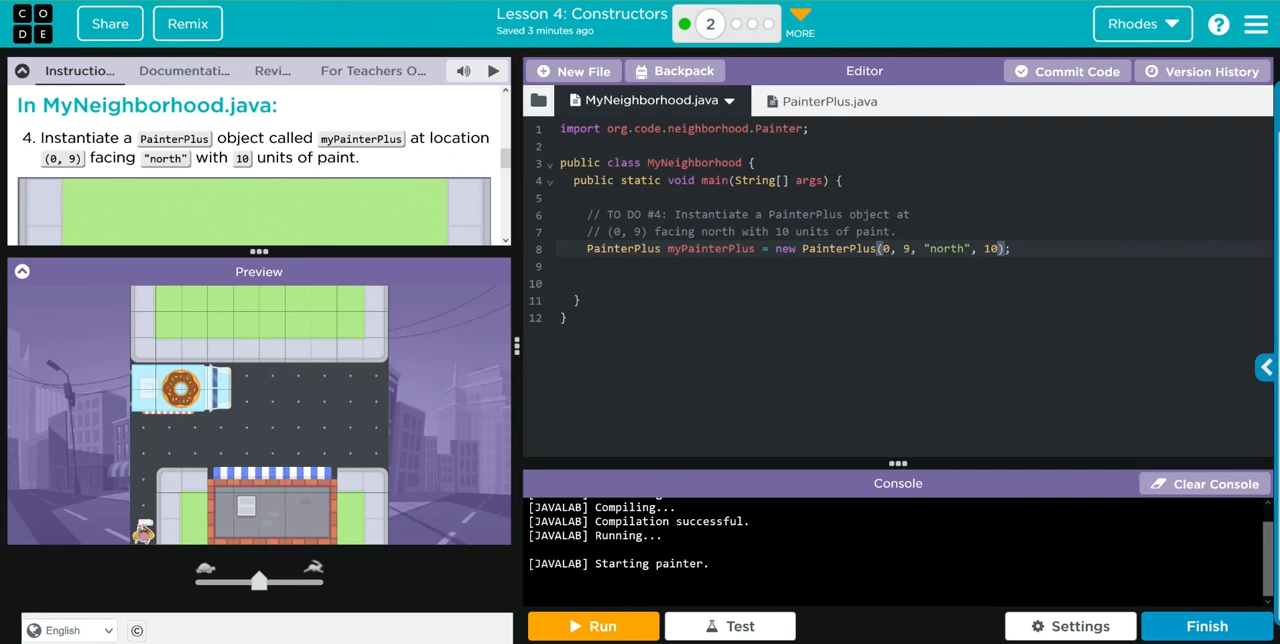 CO
DE
Share
Remix
Lesson 4: Constructors
Saved 3 minutes ago
2
MORE
Rhodes
?
Instructio...
Documentati...
Revi...
For Teachers O...
In MyNeighborhood.java:
4. Instantiate a PainterPlus object called myPainterPlus at location
(0, 9) facing "north" with 10 units of paint.
Preview
English
©
New File
Backpack
Editor
Commit Code
Version History
MyNeighborhood.java
PainterPlus.java
1 import org.code.neighborhood.Painter;
2
3 public class MyNeighborhood {
4 public static void main(String[] args) {
5
6 // TO DO #4: Instantiate a PainterPlus object at
7 // (0, 9) facing north with 10 units of paint.
8 PainterPlus myPainterPlus = new PainterPlus(0, 9, "north", 10);
9
10
11 }
12 }
Console
Clear Console
[JAVALAB] Compiling...
[JAVALAB] Compilation successful.
[JAVALAB] Running...
[JAVALAB] Starting painter.
Run
Test
Settings
Finish